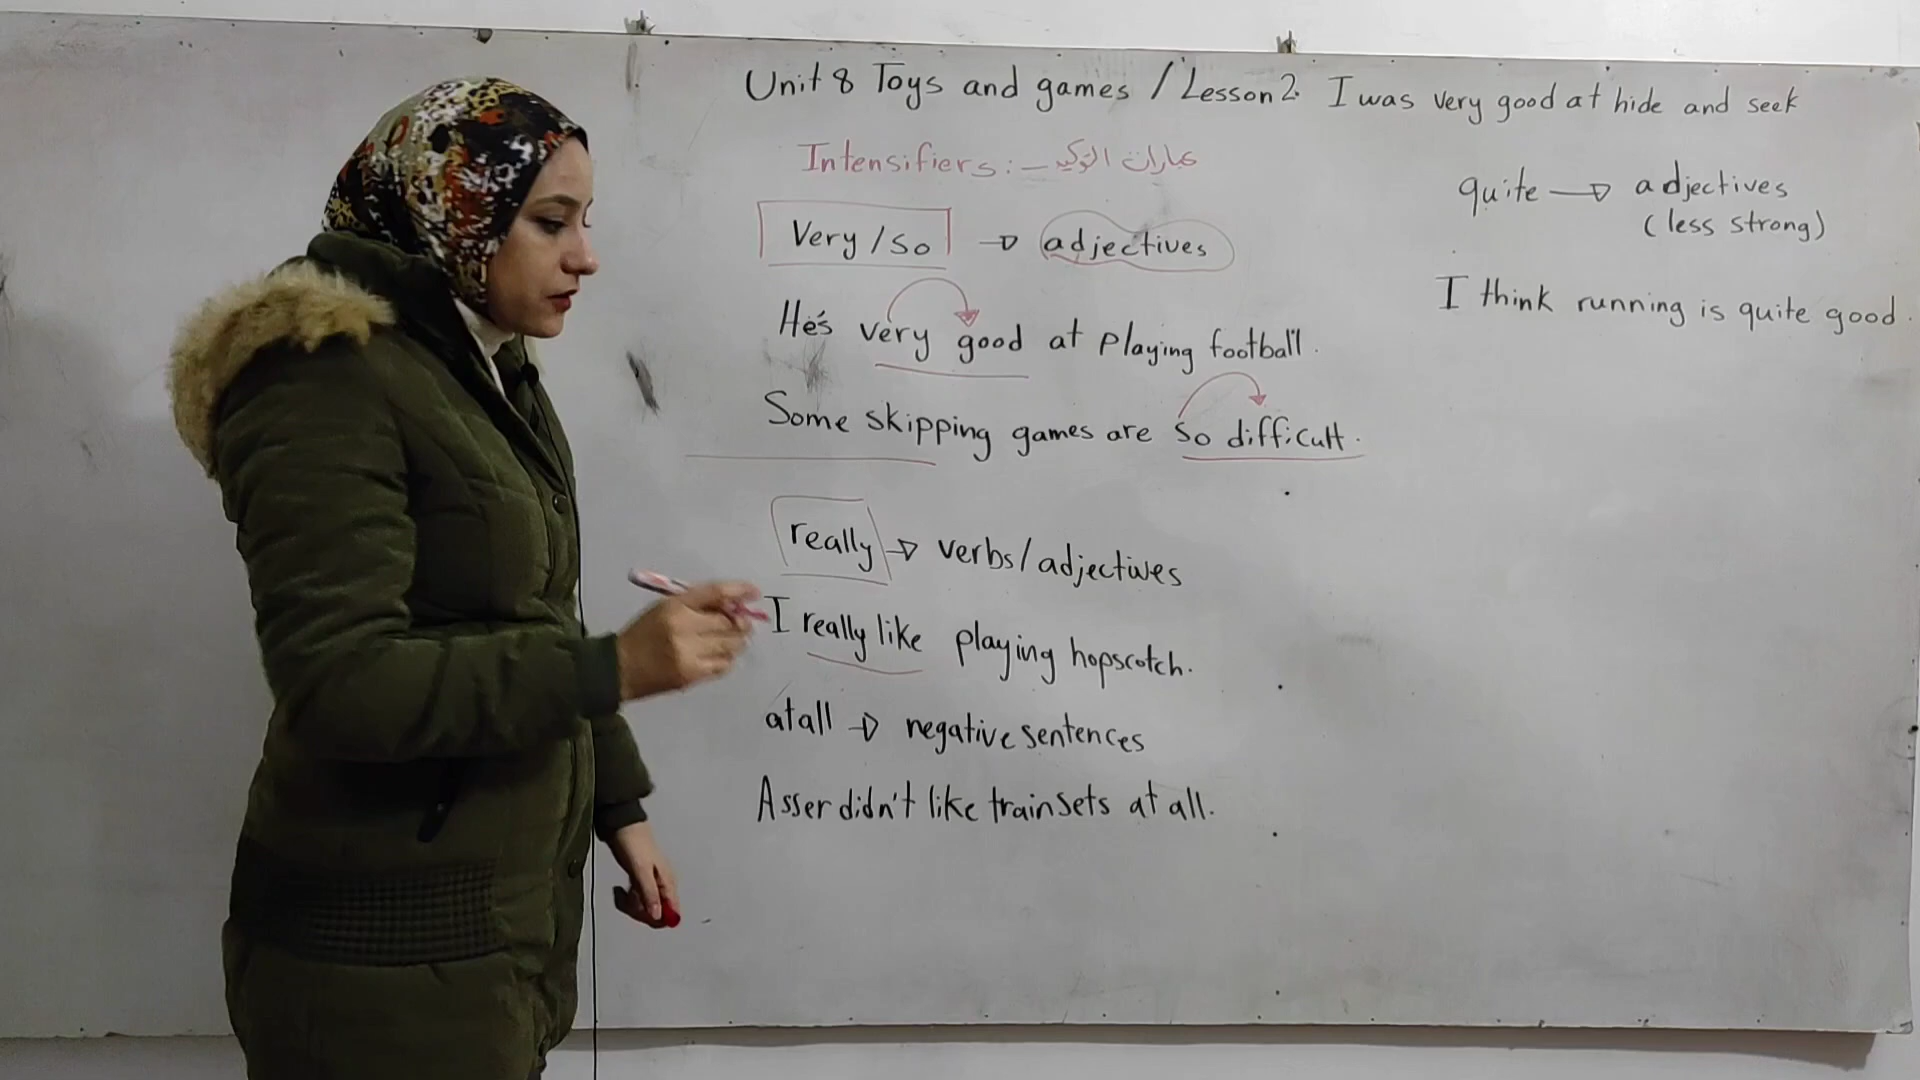 Unit 8 Toys and games / Lesson 2. I was very good at hide and seek
Intensifiers :- عبارات التوكيد
Very / so → adjectives
He's very good at playing football.
Some skipping games are so difficult.
really → verbs / adjectives
I really like playing hopscotch.
at all → negative sentences
Asser didn't like train sets at all.
quite → adjectives
(less strong)
I think running is quite good.